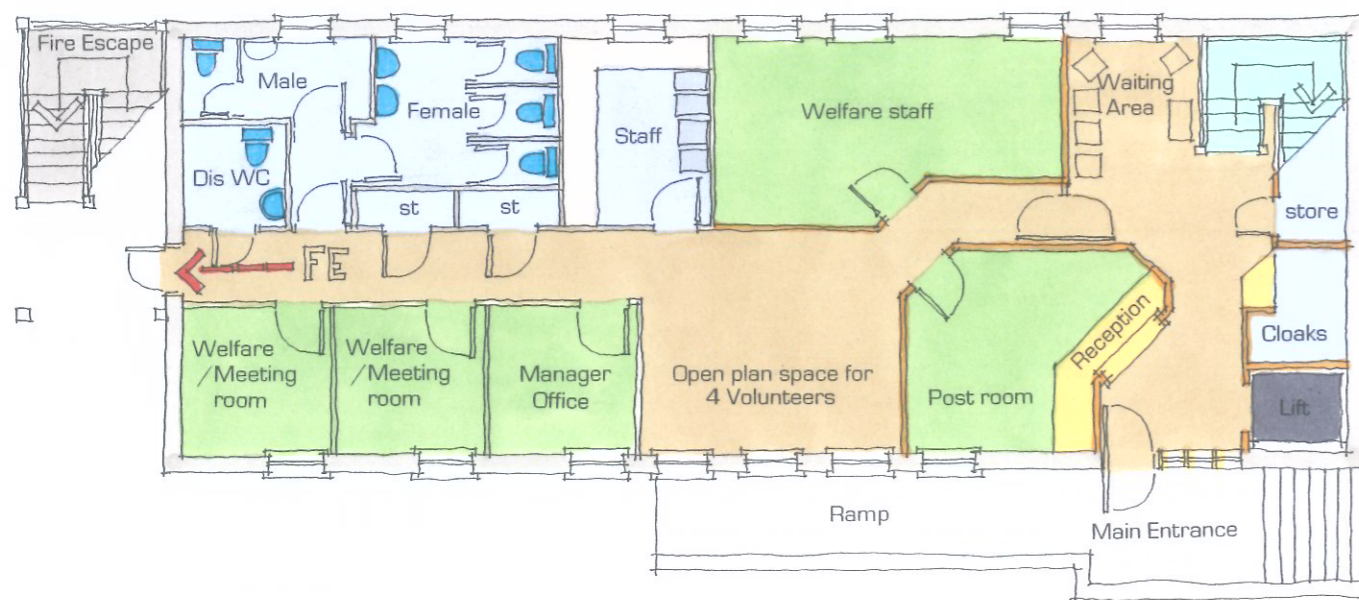 Fire Escape
Male
Female
Dis WC
st
st
Staff
Welfare staff
Waiting
Area
store
FE
Welfare
/Meeting
room
Welfare
/Meeting
room
Manager
Office
Open plan space for
4 Volunteers
Post room
Reception
Cloaks
Lift
Ramp
Main Entrance